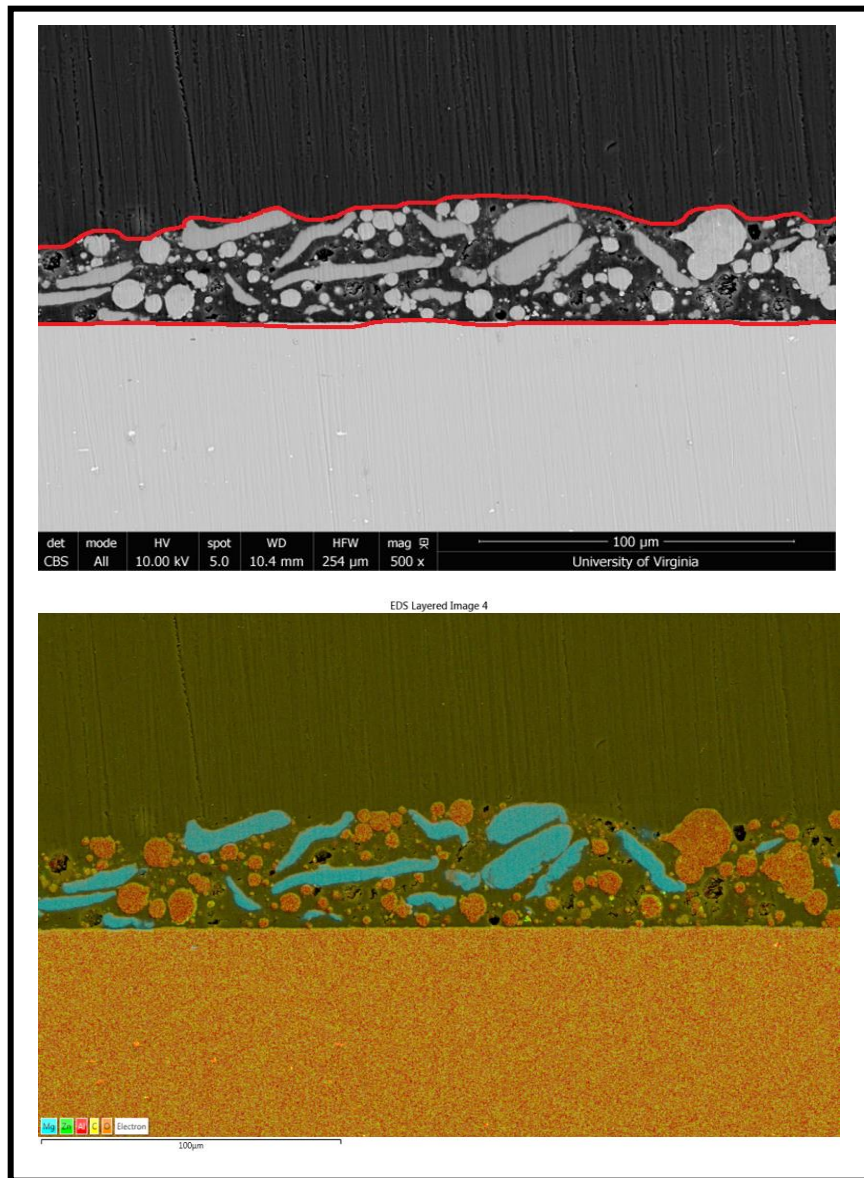 det mode HV spot WD HFW mag 100 µm
CBS All 10.00 kV 5.0 10.4 mm 254 µm 500 x University of Virginia
EDS Layered Image 4
Mg Zn Al C O Electron
100µm